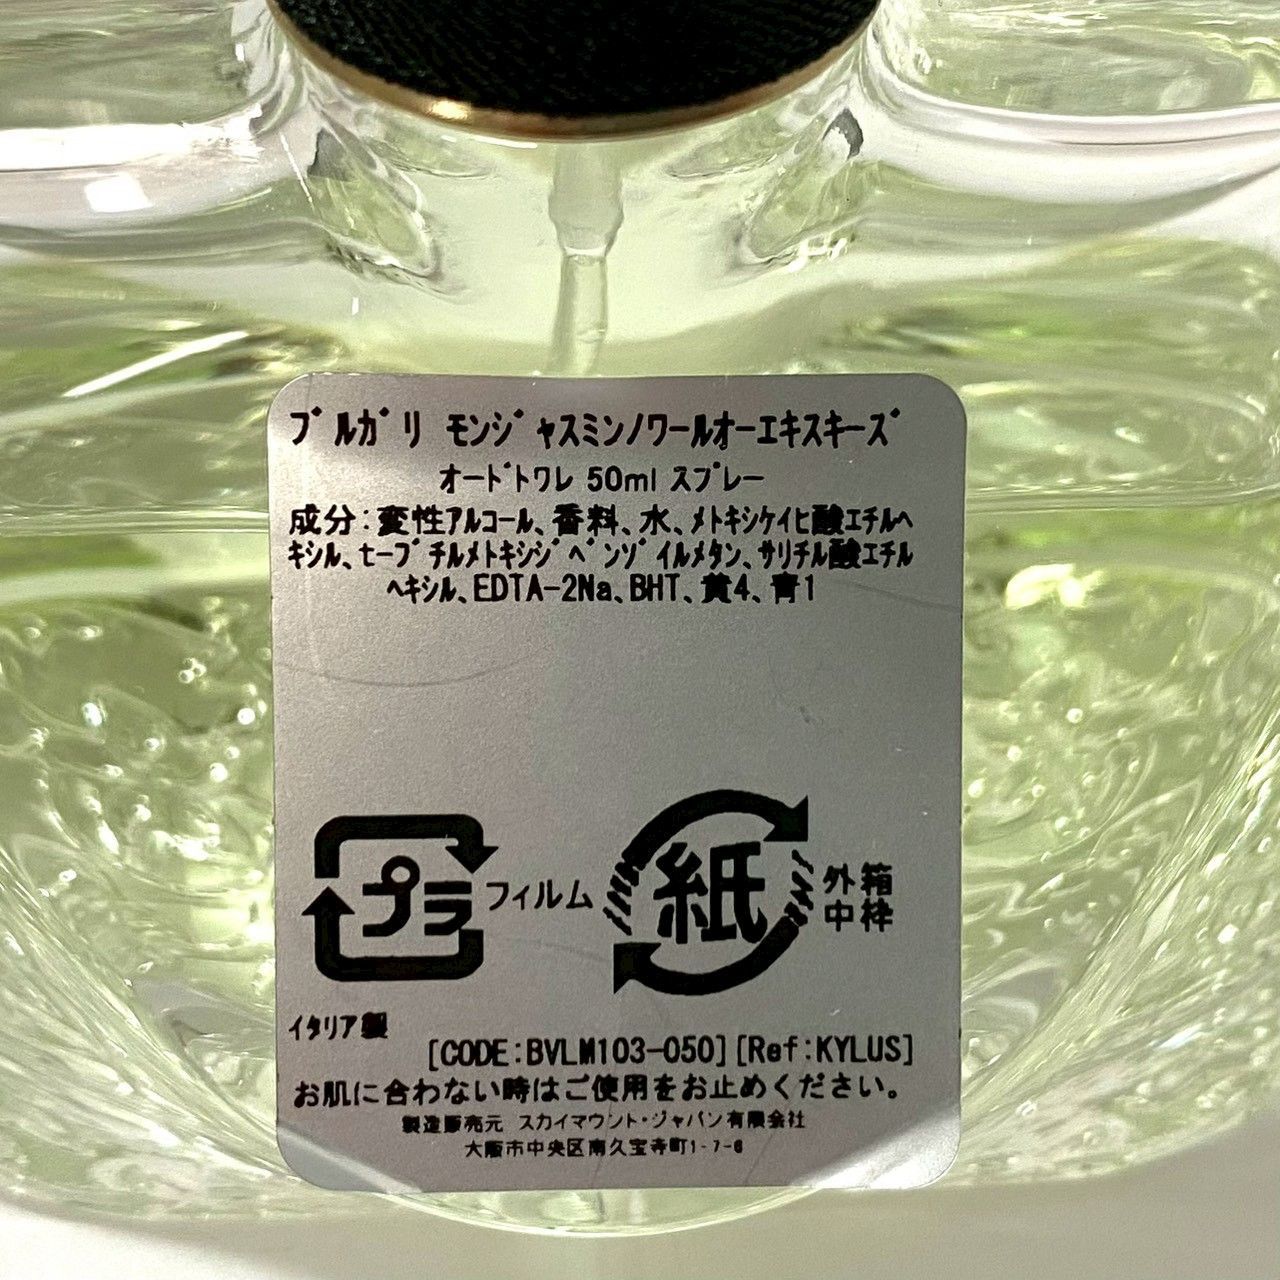 ブルガリ モンジャスミンノワールオーエキスキーズ
オードトワレ 50ml スプレー
成分：変性アルコール、香料、水、メトキシケイヒ酸エチルヘ
キシル、t-ブチルメトキシジベンゾイルメタン、サリチル酸エチル
ヘキシル、EDTA-2Na、BHT、黄4、青1
プラ フィルム 紙 外箱
中枠
イタリア製
[CODE:BVLM103-050][Ref:KYLUS]
お肌に合わない時はご使用をお止めください。
製造販売元 スカイマウント・ジャパン有限会社
大阪市中央区南久宝寺町1-7-6